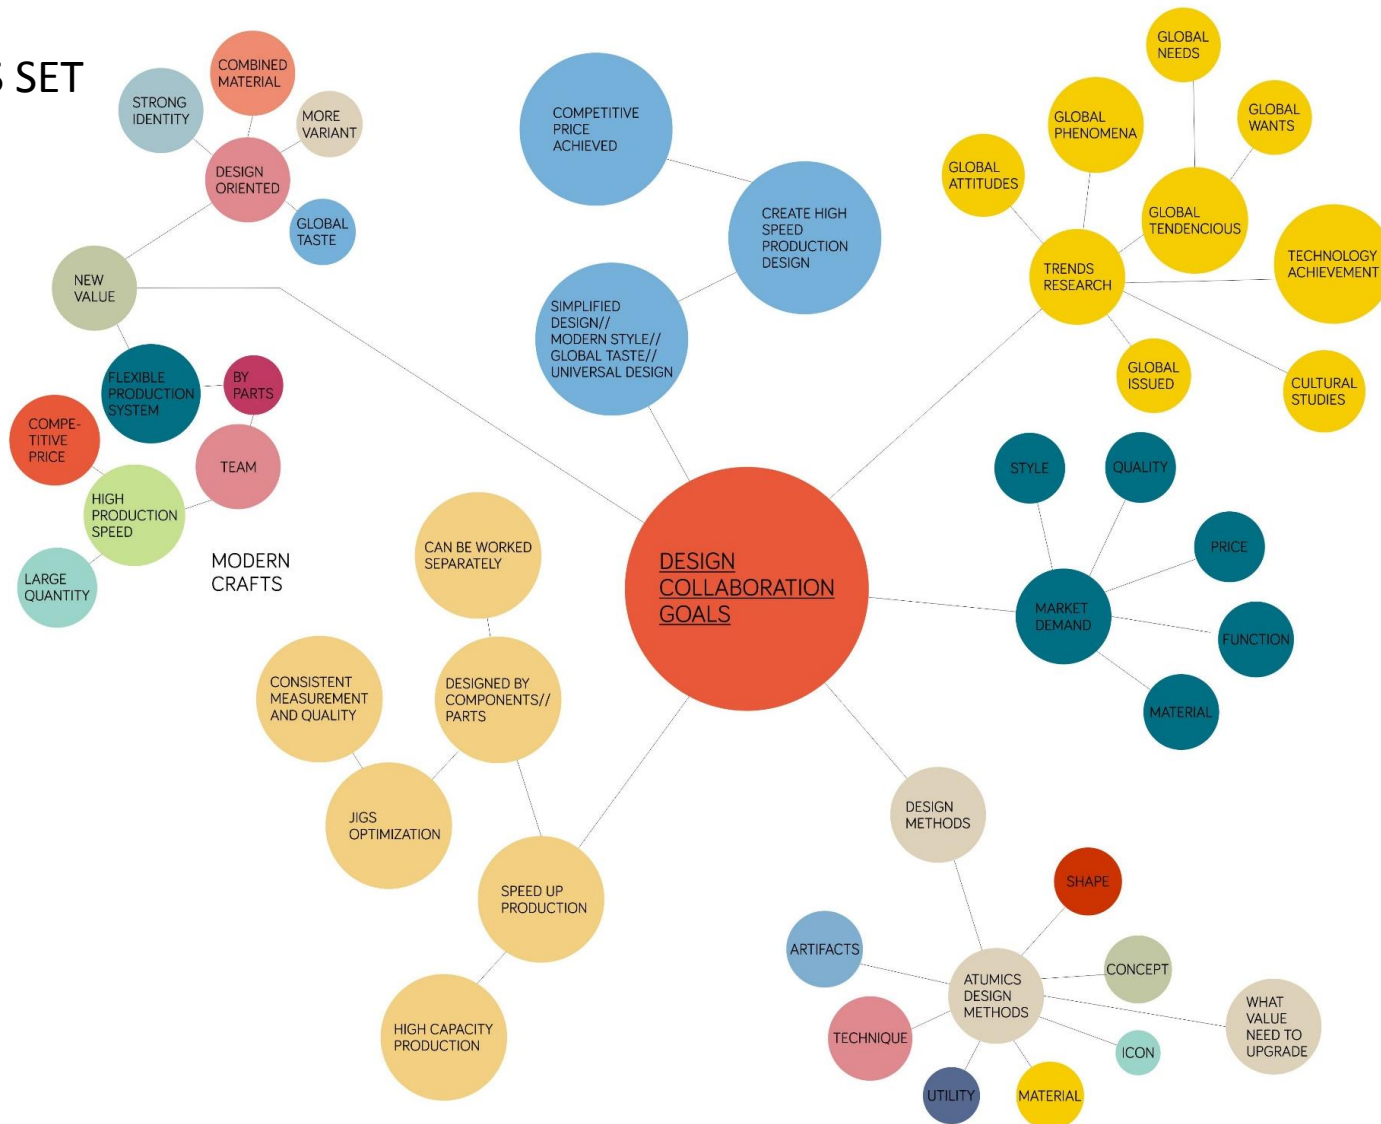 S SET
COMBINED
MATERIAL
STRONG
IDENTITY
MORE
VARIANT
DESIGN
ORIENTED
GLOBAL
TASTE
NEW
VALUE
FLEXIBLE
PRODUCTION
SYSTEM
BY
PARTS
COMPE-
TITIVE
PRICE
TEAM
HIGH
PRODUCTION
SPEED
LARGE
QUANTITY
MODERN
CRAFTS
COMPETITIVE
PRICE
ACHIEVED
CREATE HIGH
SPEED
PRODUCTION
DESIGN
SIMPLIFIED
DESIGN//
MODERN STYLE//
GLOBAL TASTE//
UNIVERSAL DESIGN
GLOBAL
NEEDS
GLOBAL
WANTS
GLOBAL
PHENOMENA
GLOBAL
ATTITUDES
GLOBAL
TENDENCIOUS
TECHNOLOGY
ACHIEVEMENT
TRENDS
RESEARCH
GLOBAL
ISSUED
CULTURAL
STUDIES
DESIGN
COLLABORATION
GOALS
STYLE
QUALITY
PRICE
MARKET
DEMAND
FUNCTION
MATERIAL
CAN BE WORKED
SEPARATELY
CONSISTENT
MEASUREMENT
AND QUALITY
DESIGNED BY
COMPONENTS//
PARTS
JIGS
OPTIMIZATION
SPEED UP
PRODUCTION
HIGH CAPACITY
PRODUCTION
DESIGN
METHODS
SHAPE
ARTIFACTS
CONCEPT
ATUMICS
DESIGN
METHODS
WHAT
VALUE
NEED TO
UPGRADE
TECHNIQUE
ICON
UTILITY
MATERIAL